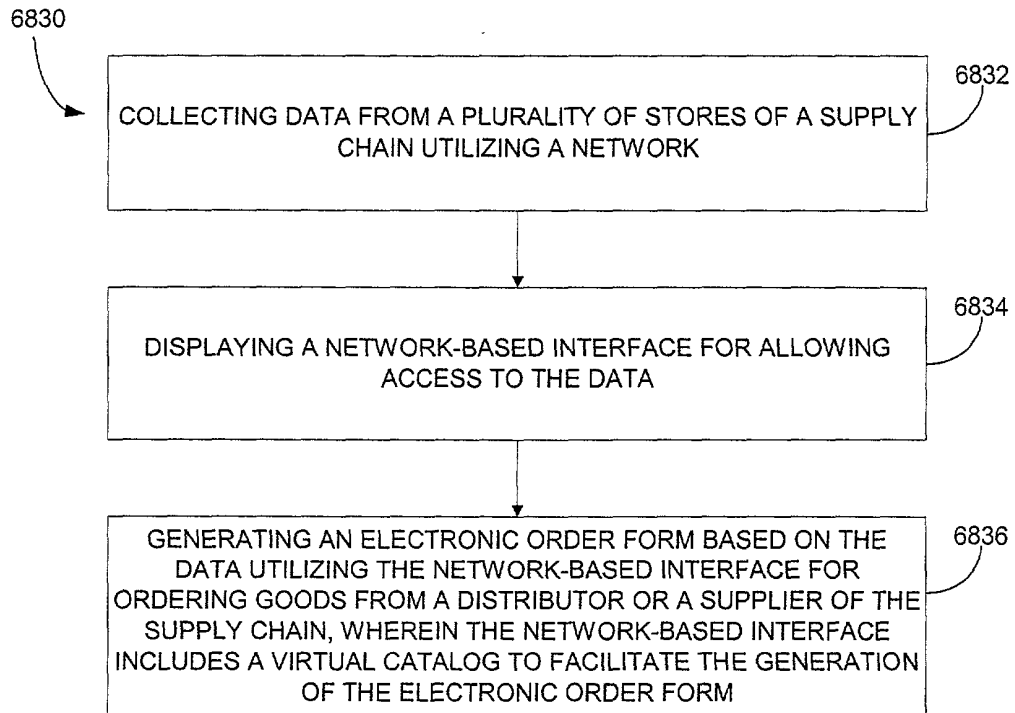 6830
6832
COLLECTING DATA FROM A PLURALITY OF STORES OF A SUPPLY
CHAIN UTILIZING A NETWORK
6834
DISPLAYING A NETWORK-BASED INTERFACE FOR ALLOWING
ACCESS TO THE DATA
6836
GENERATING AN ELECTRONIC ORDER FORM BASED ON THE
DATA UTILIZING THE NETWORK-BASED INTERFACE FOR
ORDERING GOODS FROM A DISTRIBUTOR OR A SUPPLIER OF THE
SUPPLY CHAIN, WHEREIN THE NETWORK-BASED INTERFACE
INCLUDES A VIRTUAL CATALOG TO FACILITATE THE GENERATION
OF THE ELECTRONIC ORDER FORM